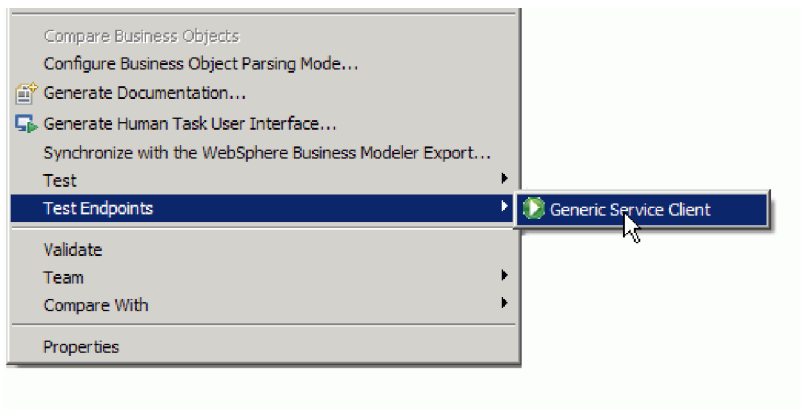 Compare Business Objects
Configure Business Object Parsing Mode...
Generate Documentation...
Generate Human Task User Interface...
Synchronize with the WebSphere Business Modeler Export...
Test
Test Endpoints
Generic Service Client
Validate
Team
Compare With
Properties